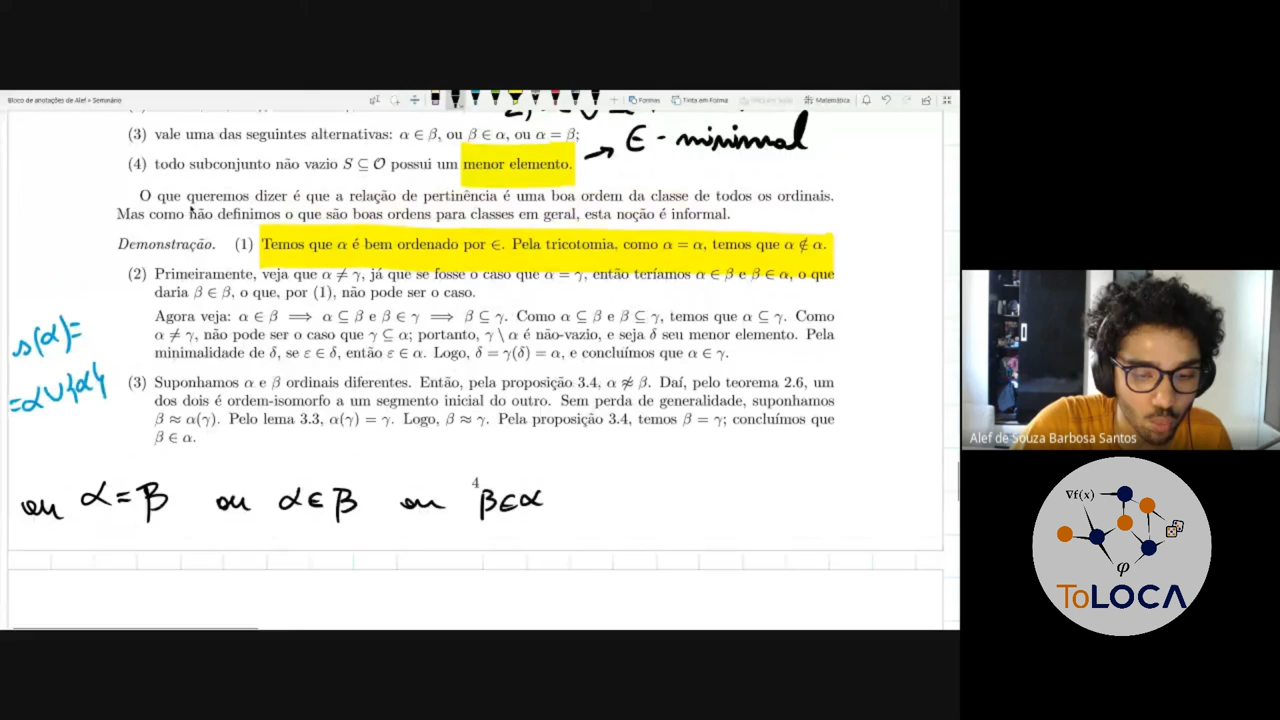 Bloco de anotações de Alef » Seminário
Formas Tinta em Forma Matemática
(3) vale uma das seguintes alternativas: α ∈ β, ou β ∈ α, ou α = β;
(4) todo subconjunto não vazio S ⊆ 𝒪 possui um menor elemento.
→ ∈ - minimal
O que queremos dizer é que a relação de pertinência é uma boa ordem da classe de todos os ordinais.
Mas como não definimos o que são boas ordens para classes em geral, esta noção é informal.
Demonstração. (1) Temos que α é bem ordenado por ∈. Pela tricotomia, como α = α, temos que α ∉ α.
(2) Primeiramente, veja que α ≠ γ, já que se fosse o caso que α = γ, então teríamos α ∈ β e β ∈ α, o que
daria β ∈ β, o que, por (1), não pode ser o caso.
Agora veja: α ∈ β ⟹ α ⊆ β e β ∈ γ ⟹ β ⊆ γ. Como α ⊆ β e β ⊆ γ, temos que α ⊆ γ. Como
α ≠ γ, não pode ser o caso que γ ⊆ α; portanto, γ \ α é não-vazio, e seja δ seu menor elemento. Pela
minimalidade de δ, se ε ∈ δ, então ε ∈ α. Logo, δ = γ(δ) = α, e concluímos que α ∈ γ.
s(α)=
=α∪{α}
(3) Suponhamos α e β ordinais diferentes. Então, pela proposição 3.4, α ≉ β. Daí, pelo teorema 2.6, um
dos dois é ordem-isomorfo a um segmento inicial do outro. Sem perda de generalidade, suponhamos
β ≈ α(γ). Pelo lema 3.3, α(γ) = γ. Logo, β ≈ γ. Pela proposição 3.4, temos β = γ; concluímos que
β ∈ α.
4
ou α = β ou α ∈ β ou β ∈ α
Alef de Souza Barbosa Santos
∇f(x)
φ
ToLOCA